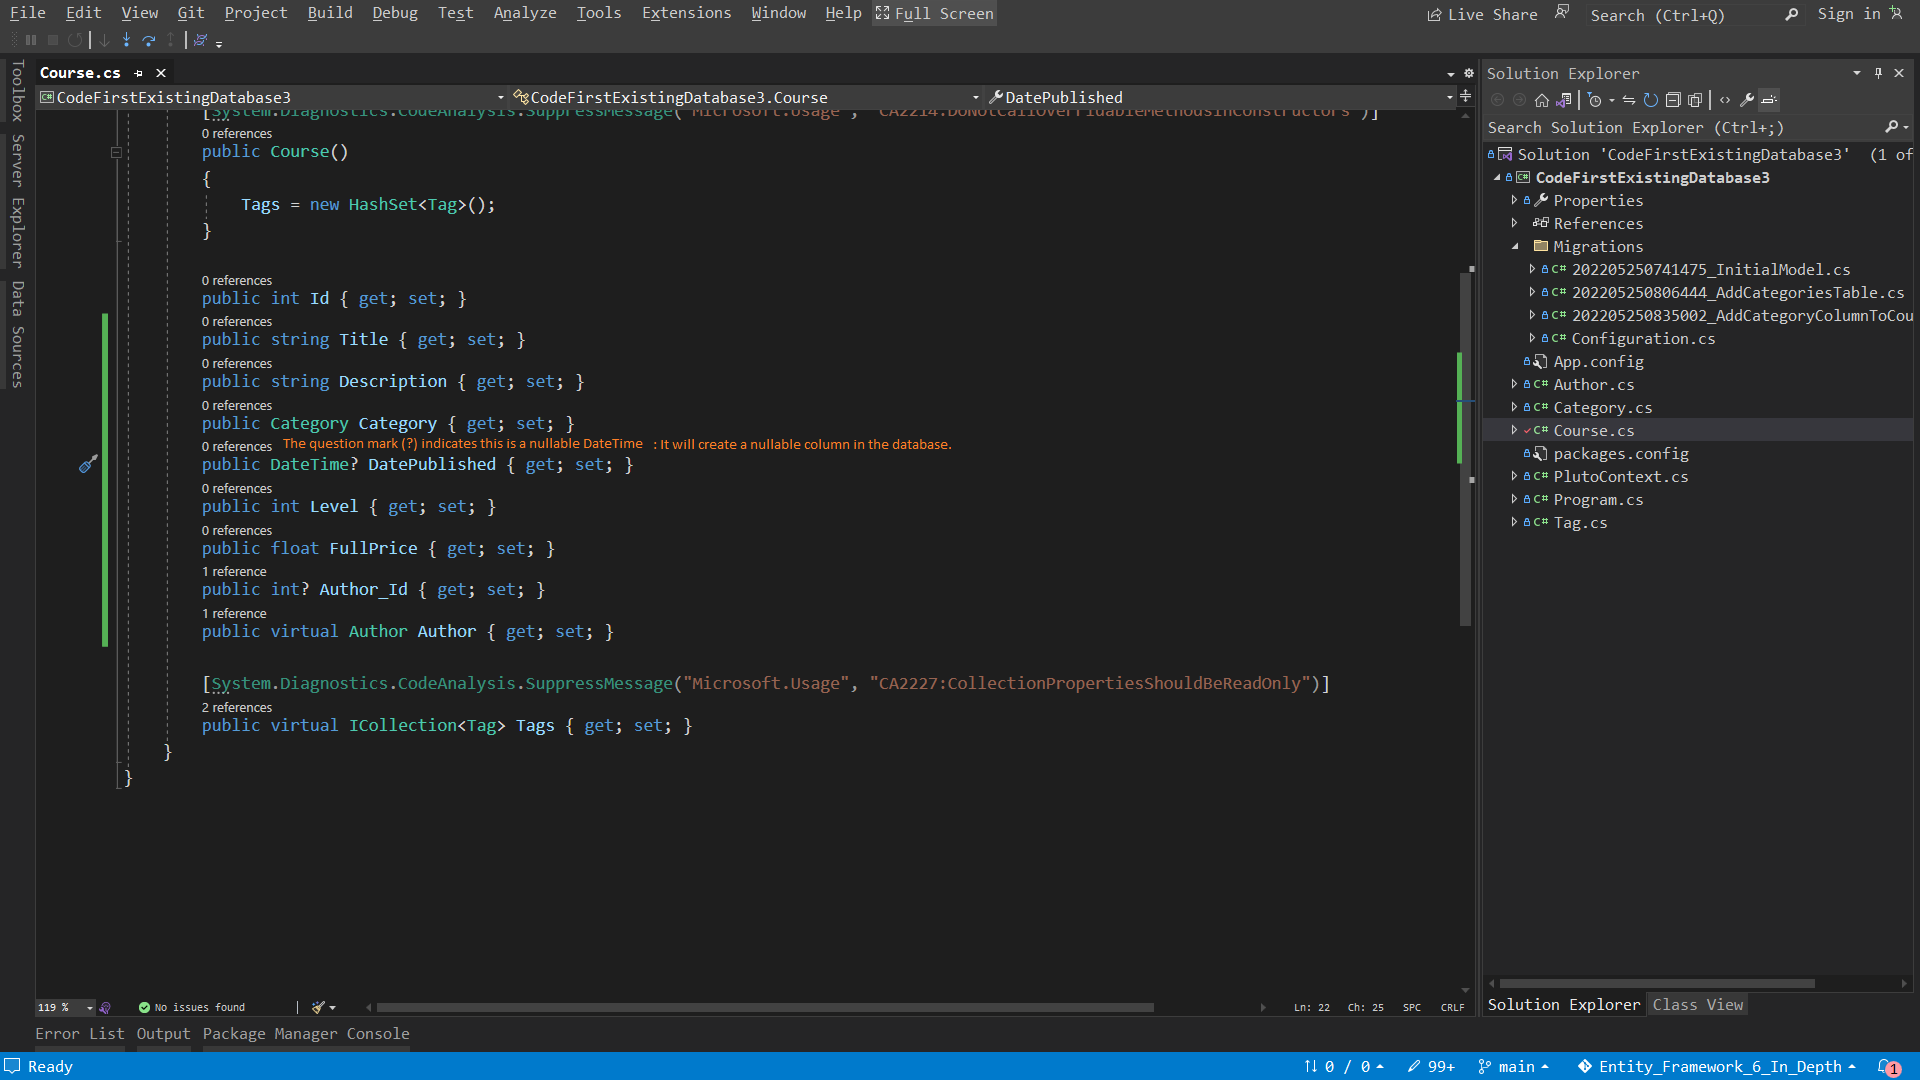 File Edit View Git Project Build Debug Test Analyze Tools Extensions Window Help Full Screen Live Share Search (Ctrl+Q) Sign in
Toolbox
Server Explorer
Data Sources
Course.cs
CodeFirstExistingDatabase3 CodeFirstExistingDatabase3.Course DatePublished
[System.Diagnostics.CodeAnalysis.SuppressMessage("Microsoft.Usage", "CA2214:DoNotCallOverridableMethodsInConstructors")]
0 references
public Course()
{
Tags = new HashSet<Tag>();
}
0 references
public int Id { get; set; }
0 references
public string Title { get; set; }
0 references
public string Description { get; set; }
0 references
public Category Category { get; set; }
0 references The question mark (?) indicates this is a nullable DateTime : It will create a nullable column in the database.
public DateTime? DatePublished { get; set; }
0 references
public int Level { get; set; }
0 references
public float FullPrice { get; set; }
1 reference
public int? Author_Id { get; set; }
1 reference
public virtual Author Author { get; set; }
[System.Diagnostics.CodeAnalysis.SuppressMessage("Microsoft.Usage", "CA2227:CollectionPropertiesShouldBeReadOnly")]
2 references
public virtual ICollection<Tag> Tags { get; set; }
}
}
119 % No issues found Ln: 22 Ch: 25 SPC CRLF
Solution Explorer
Search Solution Explorer (Ctrl+;)
Solution 'CodeFirstExistingDatabase3' (1 of
CodeFirstExistingDatabase3
Properties
References
Migrations
C# 202205250741475_InitialModel.cs
C# 202205250806444_AddCategoriesTable.cs
C# 202205250835002_AddCategoryColumnToCou
C# Configuration.cs
App.config
C# Author.cs
C# Category.cs
C# Course.cs
packages.config
C# PlutoContext.cs
C# Program.cs
C# Tag.cs
Solution Explorer Class View
Error List Output Package Manager Console
Ready 0 / 0 99+ main Entity_Framework_6_In_Depth 1